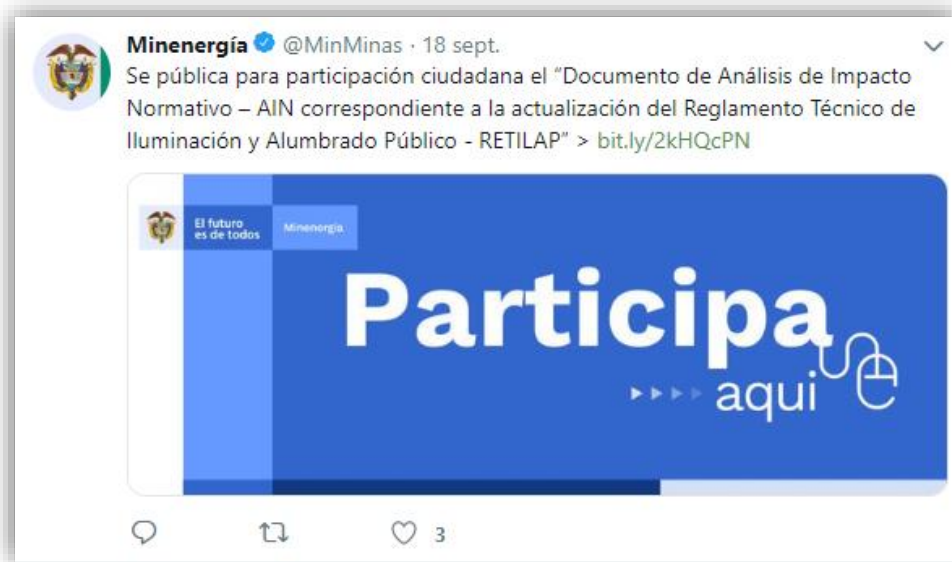 Minenergía @MinMinas · 18 sept.
Se pública para participación ciudadana el “Documento de Análisis de Impacto
Normativo – AIN correspondiente a la actualización del Reglamento Técnico de
Iluminación y Alumbrado Público - RETILAP” > bit.ly/2kHQcPN
El futuro
es de todos
Minenergía
Participa
aqui
3